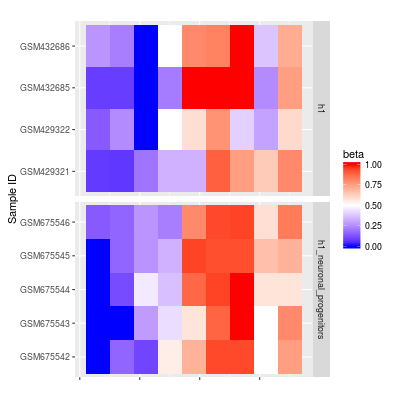 GSM432686
GSM432685
GSM429322
GSM429321
h1
GSM675546
GSM675545
GSM675544
GSM675543
GSM675542
h1_neuronal_progenitors
Sample ID
beta
1.00
0.75
0.50
0.25
0.00